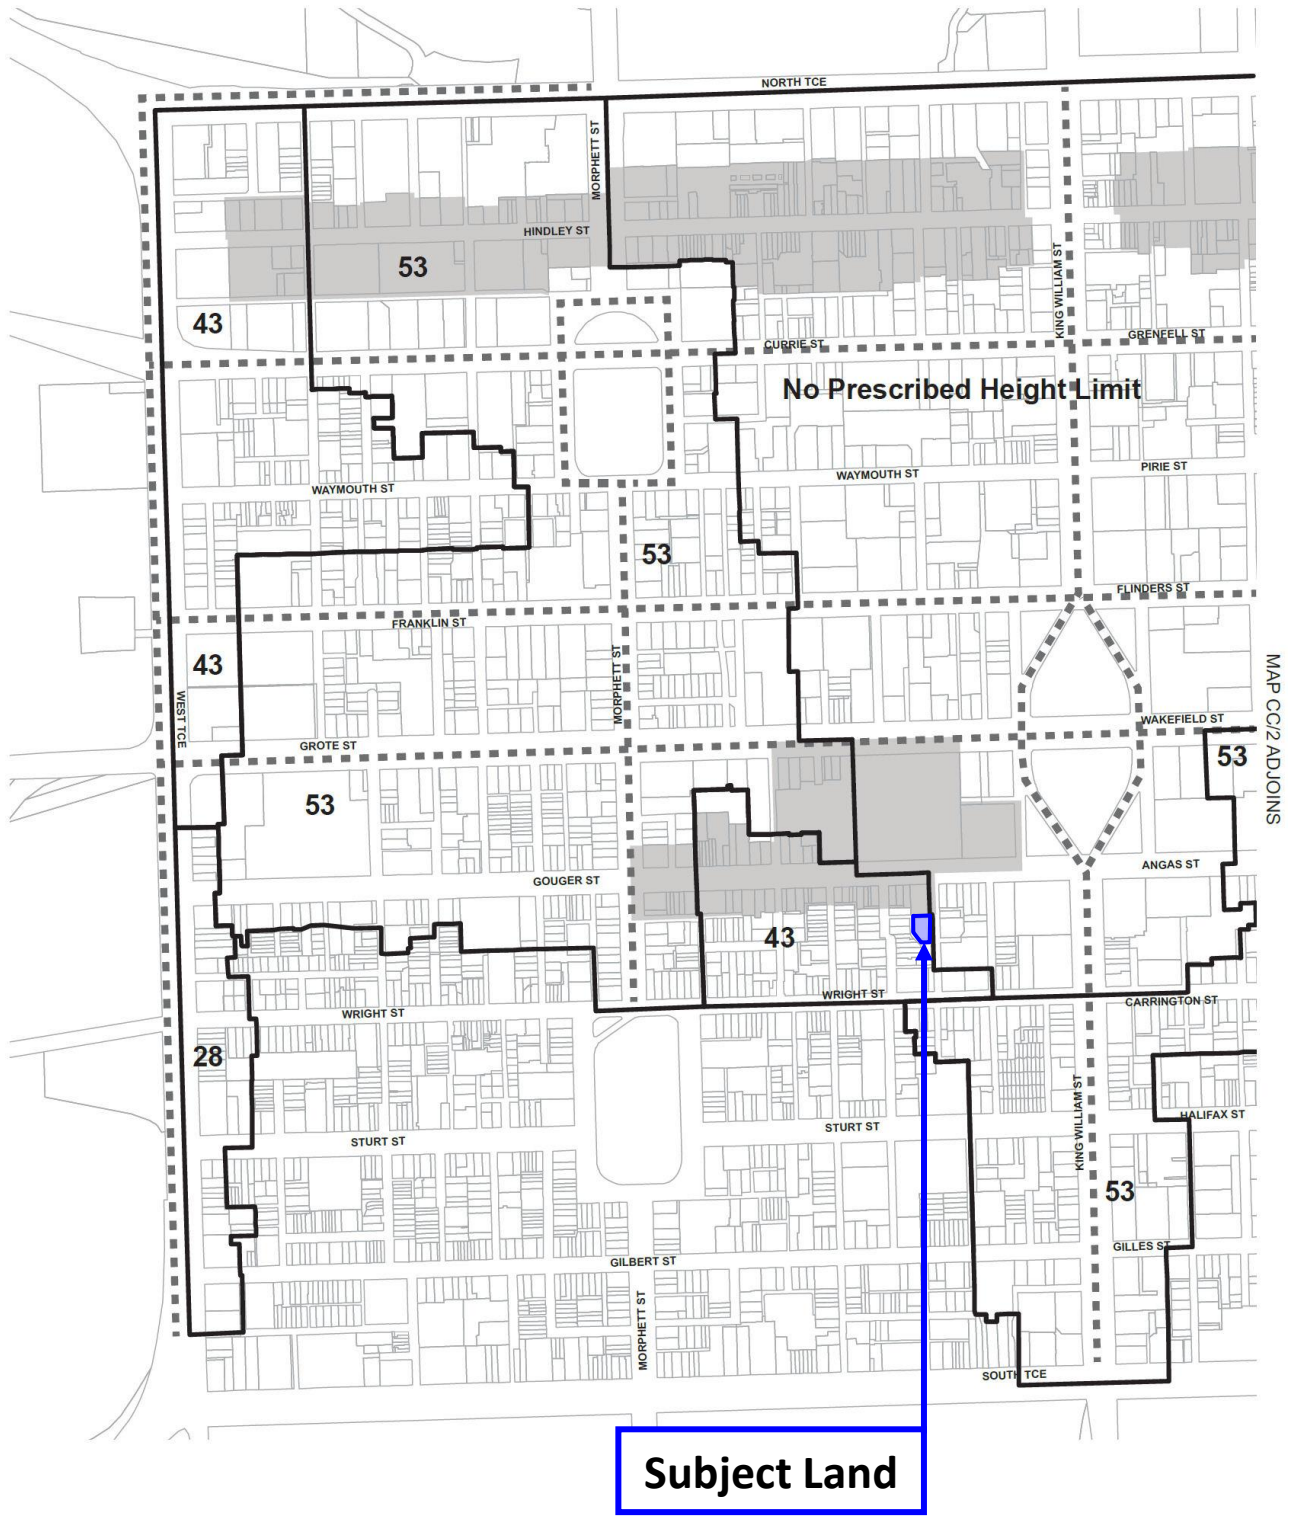 NORTH TCE
MORPHETT ST
HINDLEY ST
53
43
KING WILLIAM ST
GRENFELL ST
CURRIE ST
No Prescribed Height Limit
PIRIE ST
WAYMOUTH ST
WAYMOUTH ST
53
FLINDERS ST
FRANKLIN ST
43
MORPHETT ST
WEST TCE
MAP CC/2 ADJOINS
WAKEFIELD ST
GROTE ST
53
53
ANGAS ST
GOUGER ST
43
WRIGHT ST
CARRINGTON ST
WRIGHT ST
28
KING WILLIAM ST
HALIFAX ST
STURT ST
STURT ST
53
GILLES ST
GILBERT ST
MORPHETT ST
SOUTH TCE
Subject Land